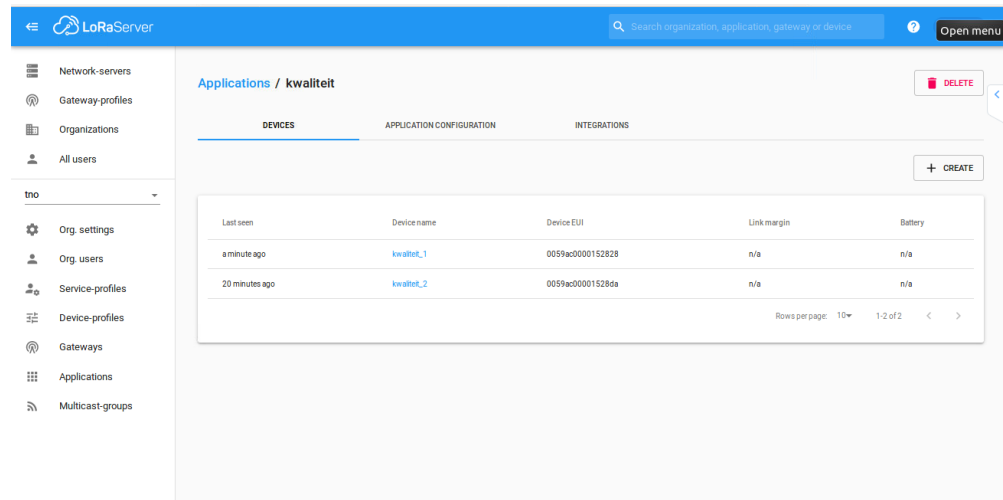 LoRaServer
Search organization, application, gateway or device
?
Open menu
Network-servers
Gateway-profiles
Organizations
All users
tno
Org. settings
Org. users
Service-profiles
Device-profiles
Gateways
Applications
Multicast-groups
Applications / kwaliteit
DELETE
DEVICES APPLICATION CONFIGURATION INTEGRATIONS
+ CREATE
Last seen Device name Device EUI Link margin Battery
a minute ago kwaliteit_1 0059ac0000152828 n/a n/a
20 minutes ago kwaliteit_2 0059ac00001528da n/a n/a
Rows per page: 10 1-2 of 2